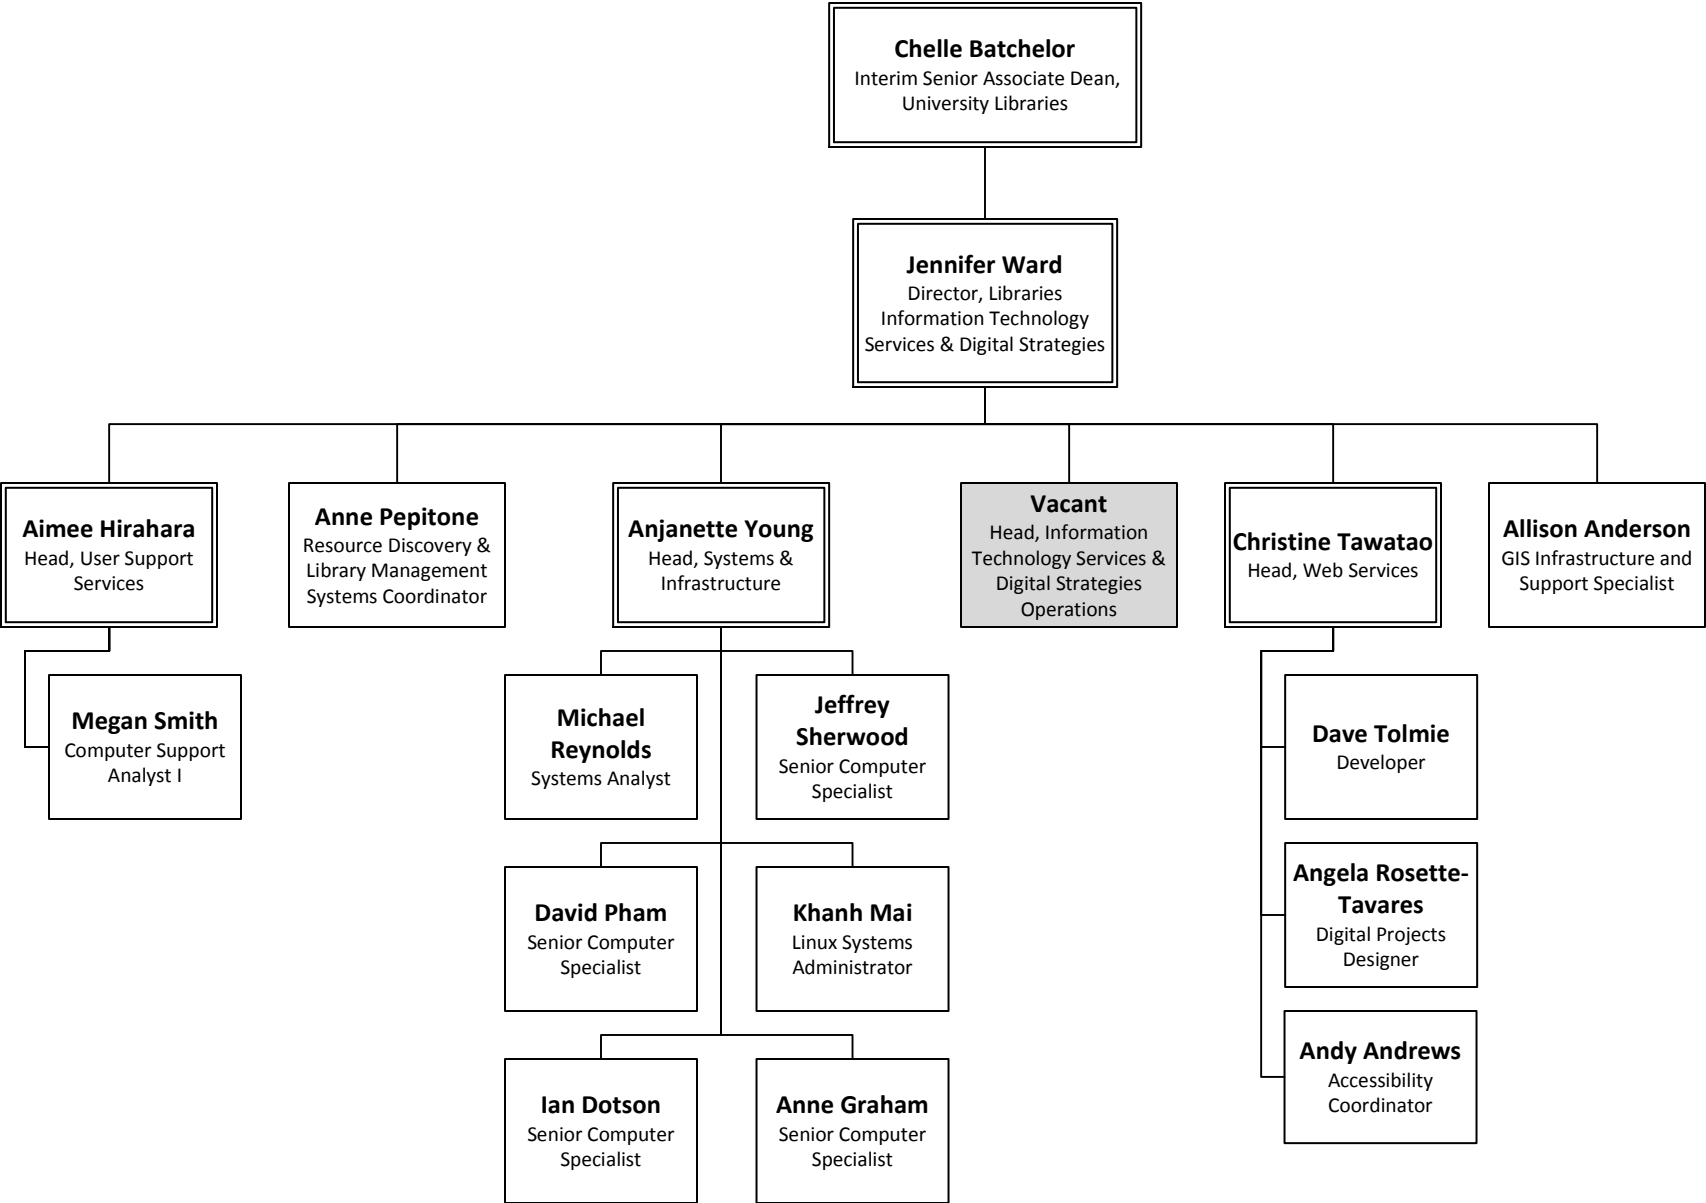 Chelle Batchelor
Interim Senior Associate Dean,
University Libraries
Jennifer Ward
Director, Libraries
Information Technology
Services & Digital Strategies
Aimee Hirahara
Head, User Support
Services
Anne Pepitone
Resource Discovery &
Library Management
Systems Coordinator
Anjanette Young
Head, Systems &
Infrastructure
Vacant
Head, Information
Technology Services &
Digital Strategies
Operations
Christine Tawatao
Head, Web Services
Allison Anderson
GIS Infrastructure and
Support Specialist
Megan Smith
Computer Support
Analyst I
Michael
Reynolds
Systems Analyst
Jeffrey
Sherwood
Senior Computer
Specialist
Dave Tolmie
Developer
David Pham
Senior Computer
Specialist
Khanh Mai
Linux Systems
Administrator
Angela Rosette-
Tavares
Digital Projects
Designer
Ian Dotson
Senior Computer
Specialist
Anne Graham
Senior Computer
Specialist
Andy Andrews
Accessibility
Coordinator